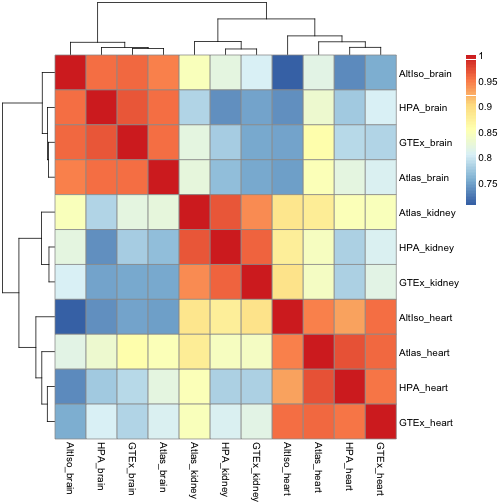 1
0.95
0.9
0.85
0.8
0.75
AltIso_brain
HPA_brain
GTEx_brain
Atlas_brain
Atlas_kidney
HPA_kidney
GTEx_kidney
AltIso_heart
Atlas_heart
HPA_heart
GTEx_heart
AltIso_brain
HPA_brain
GTEx_brain
Atlas_brain
Atlas_kidney
HPA_kidney
GTEx_kidney
AltIso_heart
Atlas_heart
HPA_heart
GTEx_heart